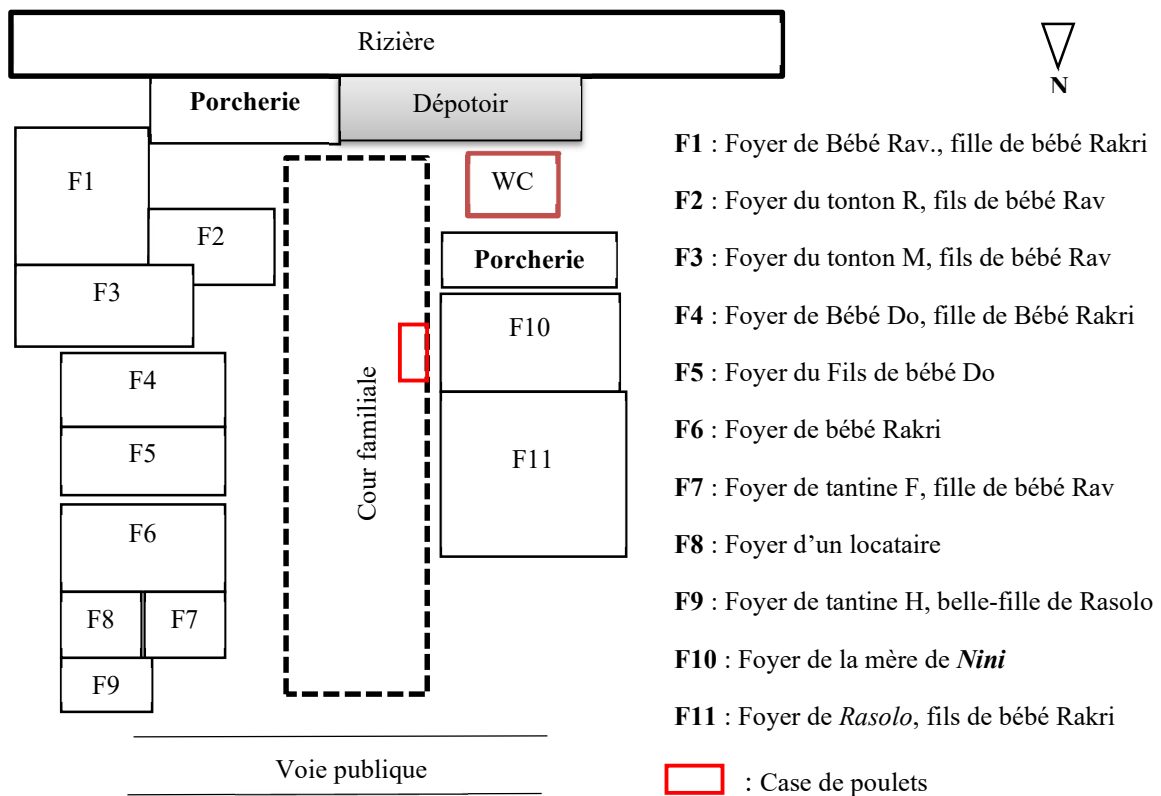 Rizière
N
Porcherie
Dépotoir
F1
F2
F3
WC
Porcherie
F4
F5
F6
F8
F7
F9
Cour familiale
F10
F11
Voie publique
F1 : Foyer de Bébé Rav., fille de bébé Rakri
F2 : Foyer du tonton R, fils de bébé Rav
F3 : Foyer du tonton M, fils de bébé Rav
F4 : Foyer de Bébé Do, fille de Bébé Rakri
F5 : Foyer du Fils de bébé Do
F6 : Foyer de bébé Rakri
F7 : Foyer de tantine F, fille de bébé Rav
F8 : Foyer d’un locataire
F9 : Foyer de tantine H, belle-fille de Rasolo
F10 : Foyer de la mère de Nini
F11 : Foyer de Rasolo, fils de bébé Rakri
: Case de poulets